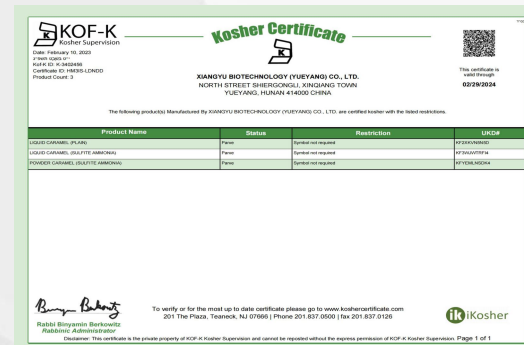 KOF-K
Kosher Supervision
Kosher Certificate
K
Date: February 10, 2023
Kof-K ID: K-3402456
Certificate ID: HM3IS-LDNDD
Product Count: 3
XIANGYU BIOTECHNOLOGY (YUEYANG) CO., LTD.
NORTH STREET SHIERGONGLI, XINQIANG TOWN
YUEYANG, HUNAN 414000 CHINA
This certificate is
valid through
02/29/2024
The following product(s) Manufactured By XIANGYU BIOTECHNOLOGY (YUEYANG) CO., LTD. are certified kosher with the listed restrictions.
Product Name Status Restriction UKD#
LIQUID CARAMEL (PLAIN) Parve Symbol not required
LIQUID CARAMEL (SULFITE AMMONIA) Parve Symbol not required
POWDER CARAMEL (SULFITE AMMONIA) Parve Symbol not required
Rabbi Binyamin Berkowitz
Rabbinic Administrator
To verify or for the most up to date certificate please go to www.koshercertificate.com
201 The Plaza, Teaneck, NJ 07666 | Phone 201.837.0500 | fax 201.837.0126
ik iKosher
Disclaimer: This certificate is the private property of KOF-K Kosher Supervision and cannot be reposted without the express permission of KOF-K Kosher Supervision. Page 1 of 1